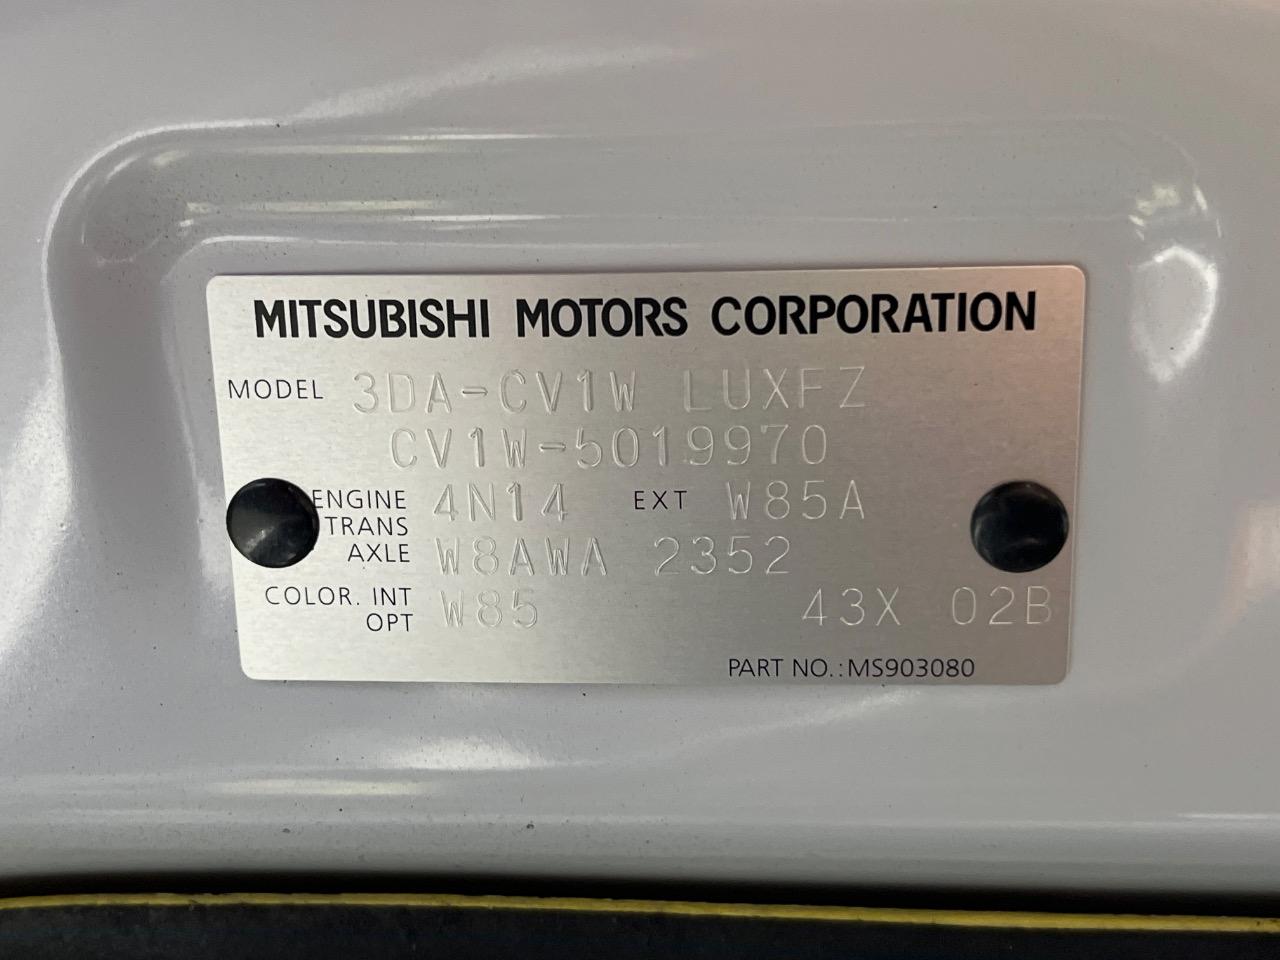 MITSUBISHI MOTORS CORPORATION
MODEL 3DA-CV1W LUXFZ
CV1W-5019970
ENGINE 4N14 EXT W85A
TRANS
AXLE W8AWA 2352
COLOR. INT
OPT W85 43X 02B
PART NO.:MS903080